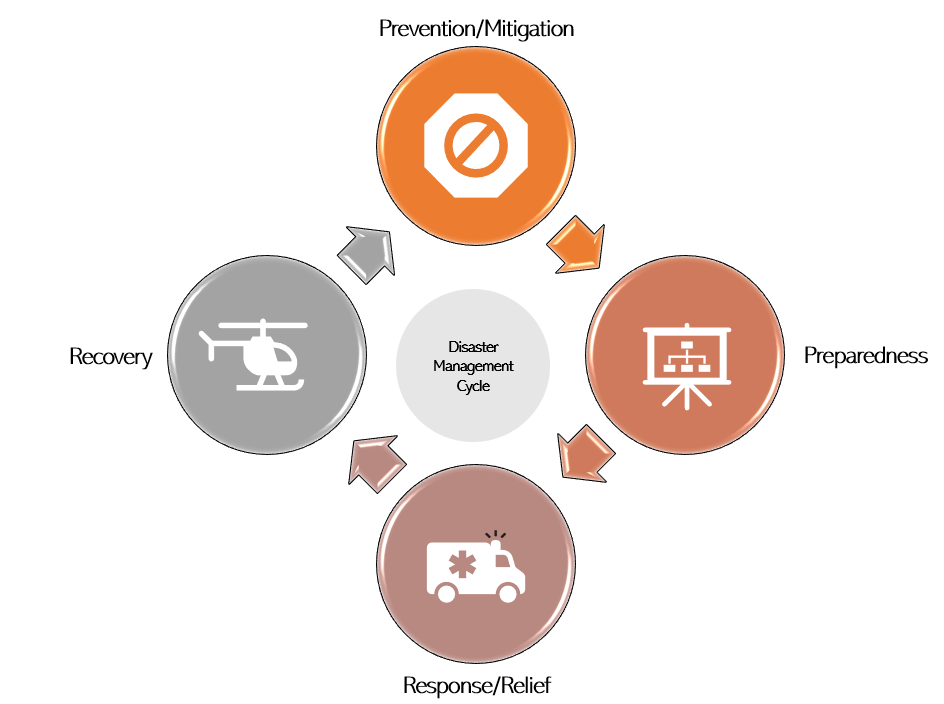 Prevention/Mitigation
Recovery
Disaster
Management
Cycle
Preparedness
Response/Relief